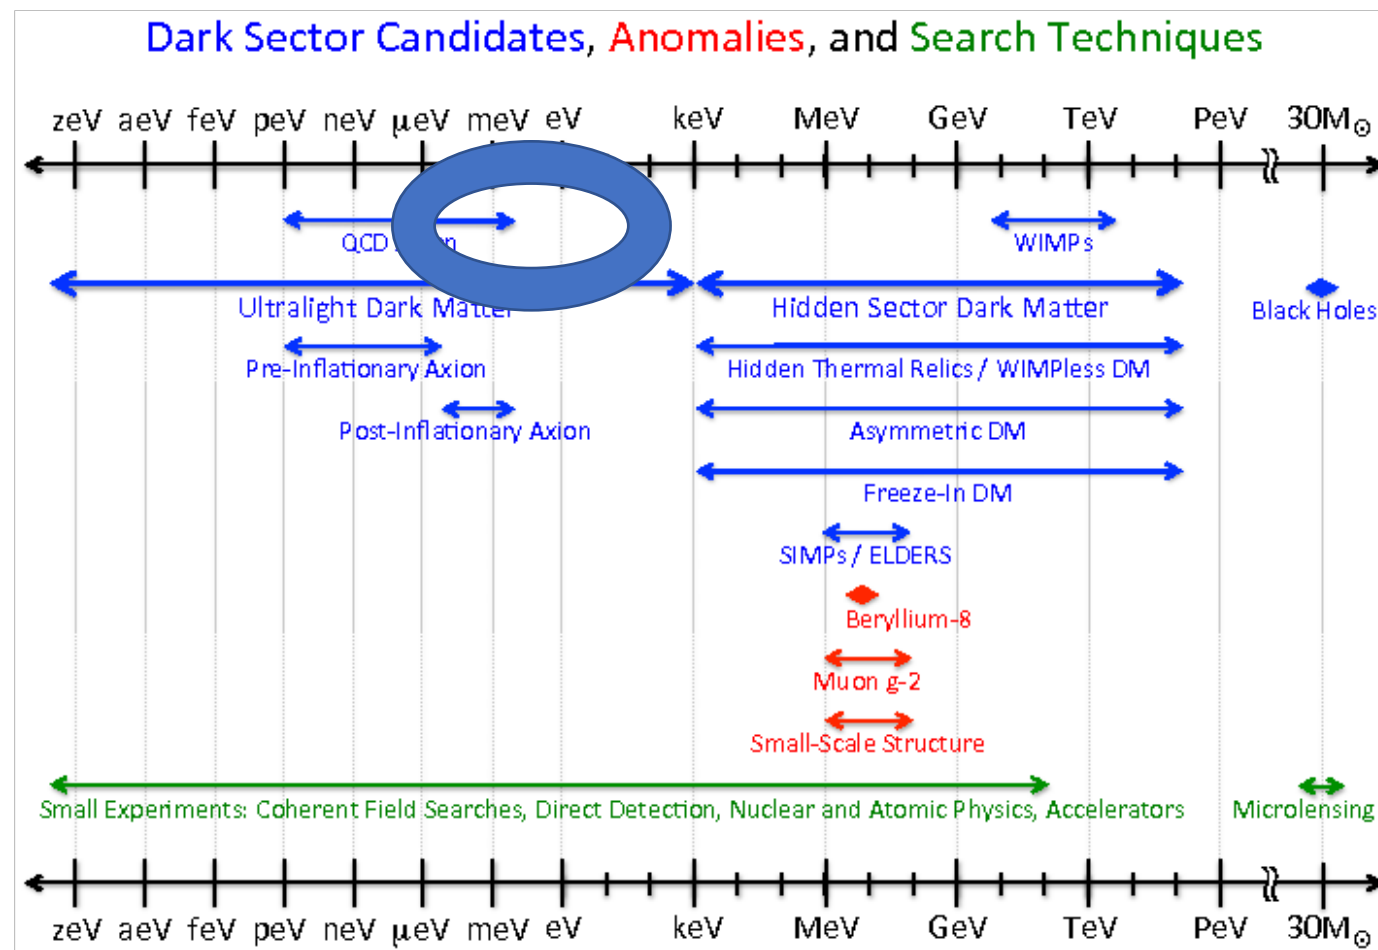 Dark Sector Candidates, Anomalies, and Search Techniques
zeV aeV feV peV neV μeV meV eV keV MeV GeV TeV PeV 30M⊙
QCD WIMPs
Ultralight Dark Matter Hidden Sector Dark Matter Black Holes
Pre-Inflationary Axion Hidden Thermal Relics / WIMPless DM
Post-Inflationary Axion Asymmetric DM
Freeze-In DM
SIMPs / ELDERS
Beryllium-8
Muon g-2
Small-Scale Structure
Small Experiments: Coherent Field Searches, Direct Detection, Nuclear and Atomic Physics, Accelerators Microlensing
zeV aeV feV peV neV μeV meV eV keV MeV GeV TeV PeV 30M⊙